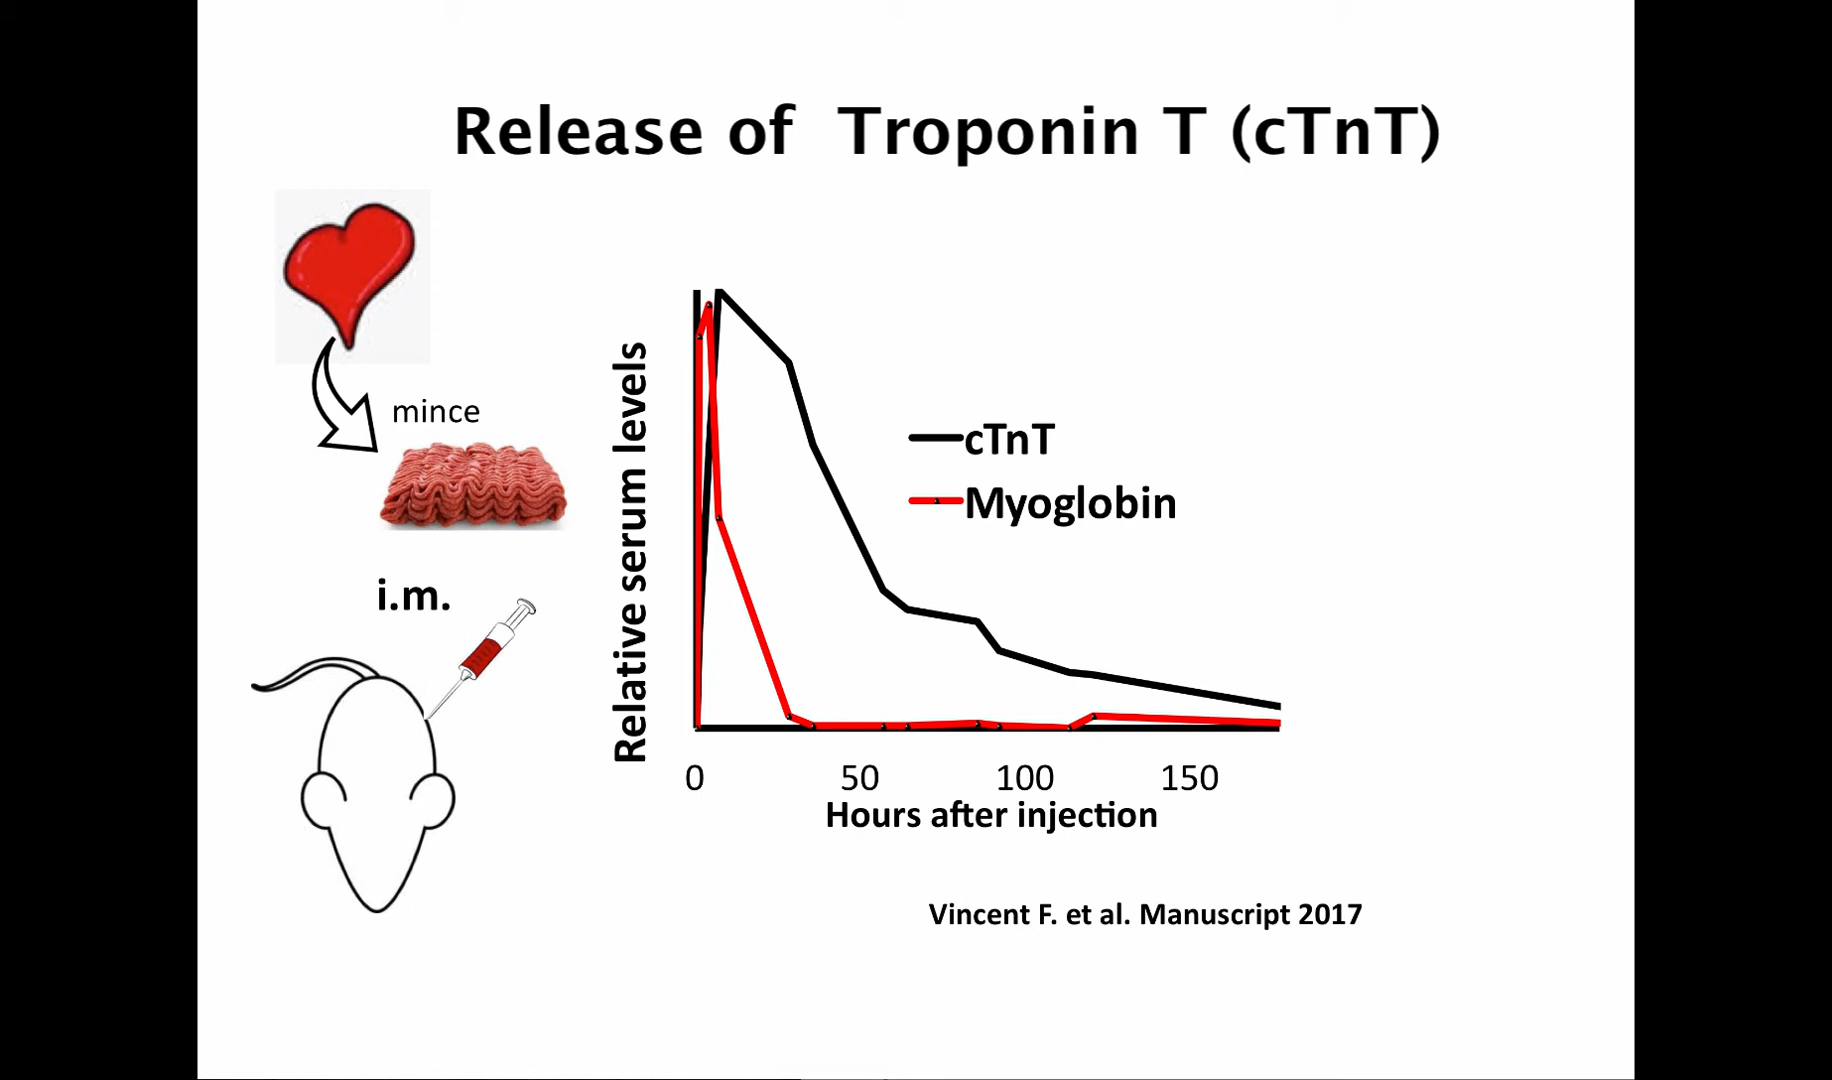 Release of  Troponin T (cTnT)
mince
i.m.
Relative serum levels
cTnT
Myoglobin
0 50 100 150
Hours after injection
Vincent F. et al. Manuscript 2017